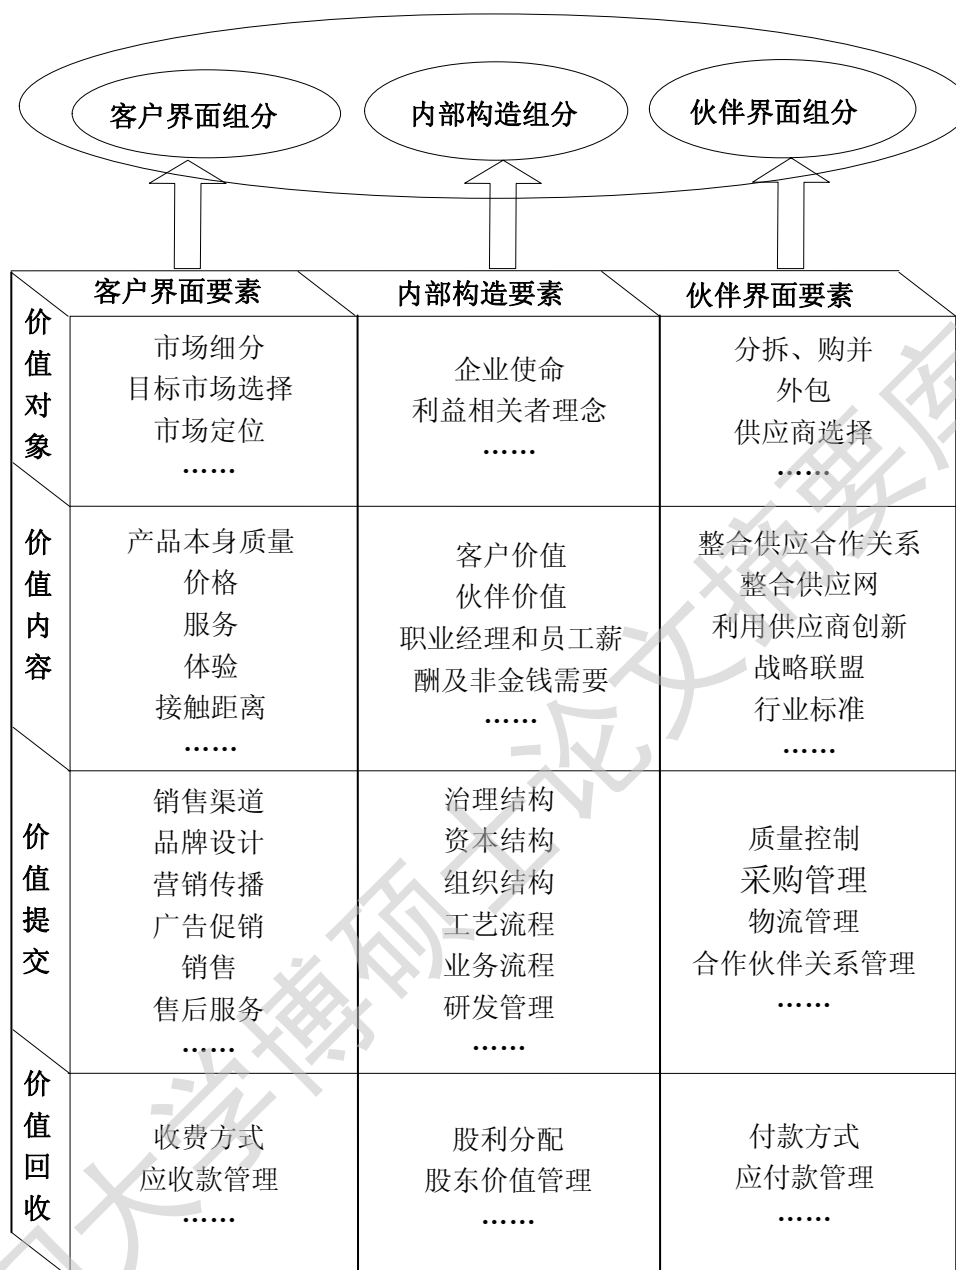 客户界面组分
内部构造组分
伙伴界面组分
客户界面要素
内部构造要素
伙伴界面要素
价值对象
市场细分
目标市场选择
市场定位
……
企业使命
利益相关者理念
……
分拆、购并
外包
供应商选择
……
价值内容
产品本身质量
价格
服务
体验
接触距离
……
客户价值
伙伴价值
职业经理和员工薪
酬及非金钱需要
……
整合供应合作关系
整合供应网
利用供应商创新
战略联盟
行业标准
……
价值提交
销售渠道
品牌设计
营销传播
广告促销
销售
售后服务
……
治理结构
资本结构
组织结构
工艺流程
业务流程
研发管理
……
质量控制
采购管理
物流管理
合作伙伴关系管理
……
价值回收
收费方式
应收款管理
……
股利分配
股东价值管理
……
付款方式
应付款管理
……
大学博硕士论文摘要库